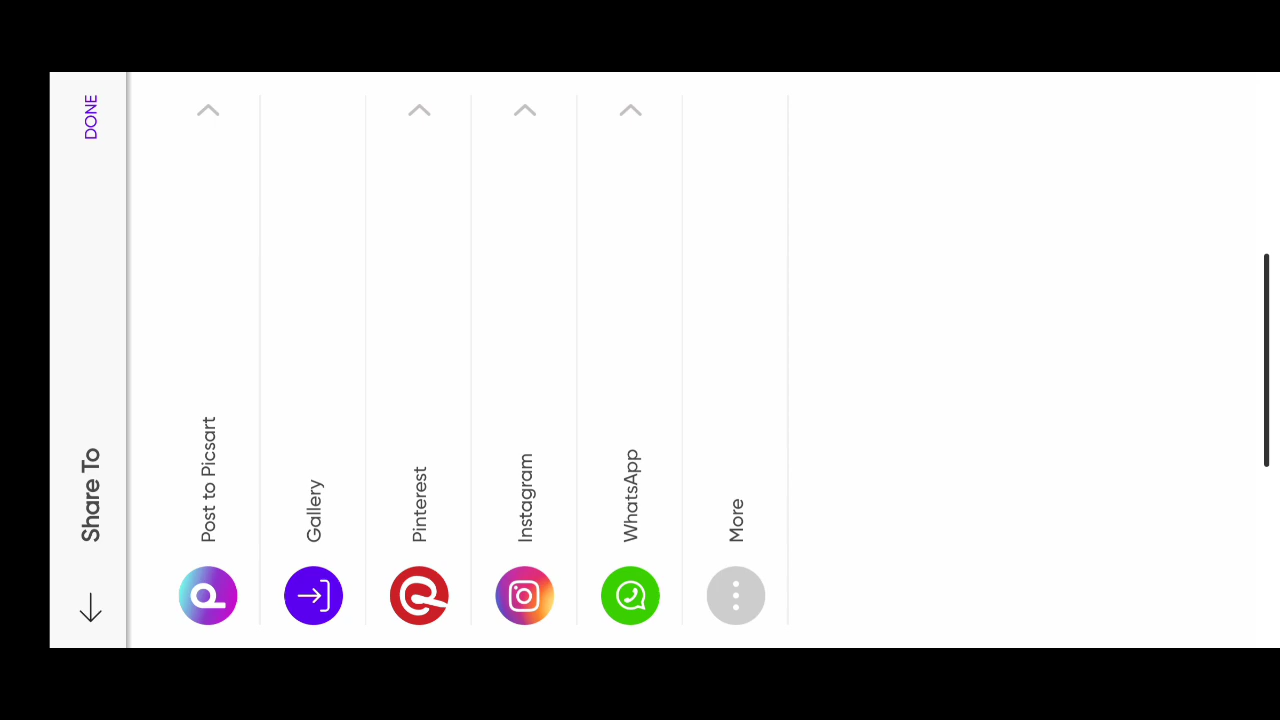 Share To
DONE
Post to Picsart
Gallery
Pinterest
Instagram
WhatsApp
More